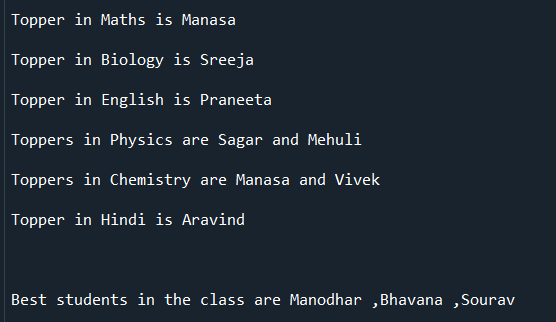 Topper in Maths is Manasa
Topper in Biology is Sreeja
Topper in English is Praneeta
Toppers in Physics are Sagar and Mehuli
Toppers in Chemistry are Manasa and Vivek
Topper in Hindi is Aravind
Best students in the class are Manodhar ,Bhavana ,Sourav